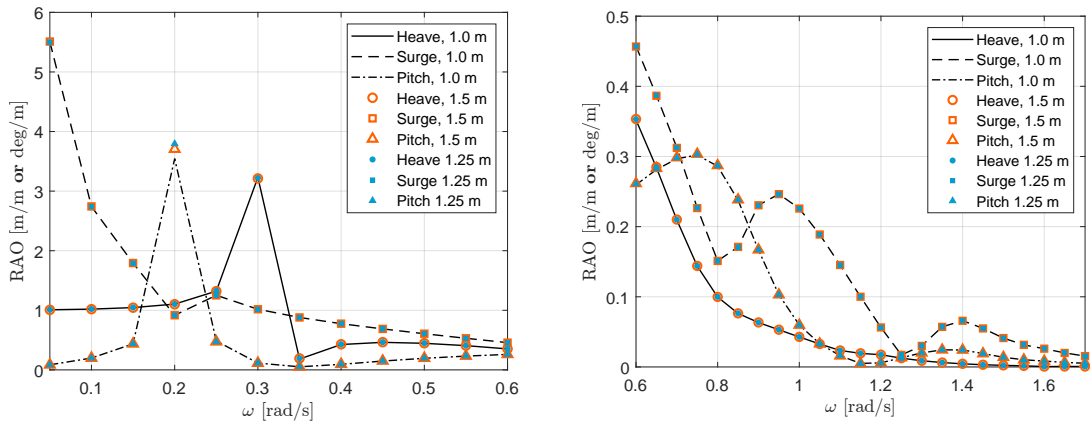 6
5
4
3
2
1
0
RAO [m/m or deg/m]
0.1
0.2
0.3
0.4
0.5
0.6
ω [rad/s]
Heave, 1.0 m
Surge, 1.0 m
Pitch, 1.0 m
Heave, 1.5 m
Surge, 1.5 m
Pitch, 1.5 m
Heave 1.25 m
Surge 1.25 m
Pitch 1.25 m
0.5
0.4
0.3
0.2
0.1
0
RAO [m/m or deg/m]
0.6
0.8
1
1.2
1.4
1.6
ω [rad/s]
Heave, 1.0 m
Surge, 1.0 m
Pitch, 1.0 m
Heave, 1.5 m
Surge, 1.5 m
Pitch, 1.5 m
Heave 1.25 m
Surge 1.25 m
Pitch 1.25 m